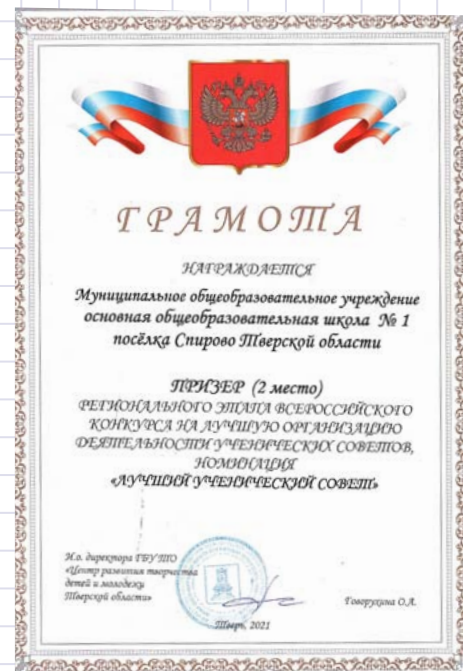 ГРАМОТА
НАГРАЖДАЕТСЯ
Муниципальное общеобразовательное учреждение
основная общеобразовательная школа № 1
посёлка Спирово Тверской области
ПРИЗЕР (2 место)
РЕГИОНАЛЬНОГО ЭТАПА ВСЕРОССИЙСКОГО
КОНКУРСА НА ЛУЧШУЮ ОРГАНИЗАЦИЮ
ДЕЯТЕЛЬНОСТИ УЧЕНИЧЕСКИХ СОВЕТОВ,
НОМИНАЦИЯ
«ЛУЧШИЙ УЧЕНИЧЕСКИЙ СОВЕТ»
И.о. директора ГБУ ТО
«Центр развития творчества
детей и молодежи
Тверской области»
Говорухина О.А.
Тверь, 2021